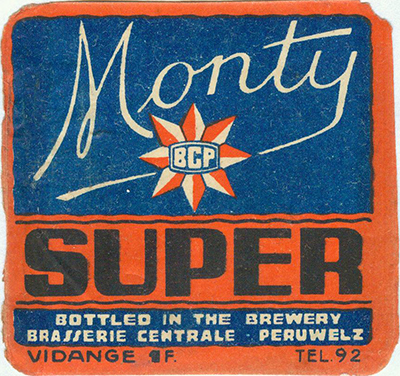 Monty
BCP
SUPER
BOTTLED IN THE BREWERY
BRASSERIE CENTRALE PERUWELZ
VIDANGE 1F. TEL. 92